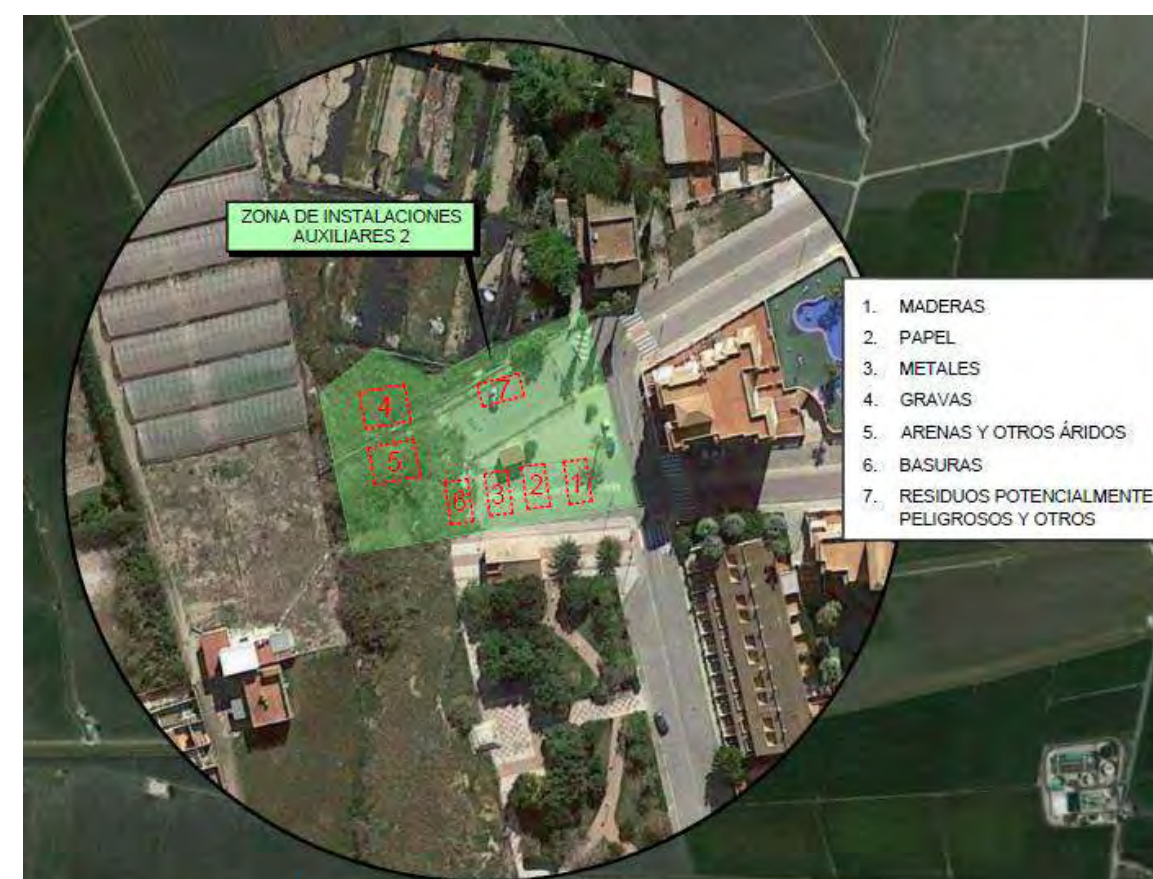 ZONA DE INSTALACIONES
AUXILIARES 2
1. MADERAS
2. PAPEL
3. METALES
4. GRAVAS
5. ARENAS Y OTROS ÁRIDOS
6. BASURAS
7. RESIDUOS POTENCIALMENTE
PELIGROSOS Y OTROS
7
4
5
6
3
2
1